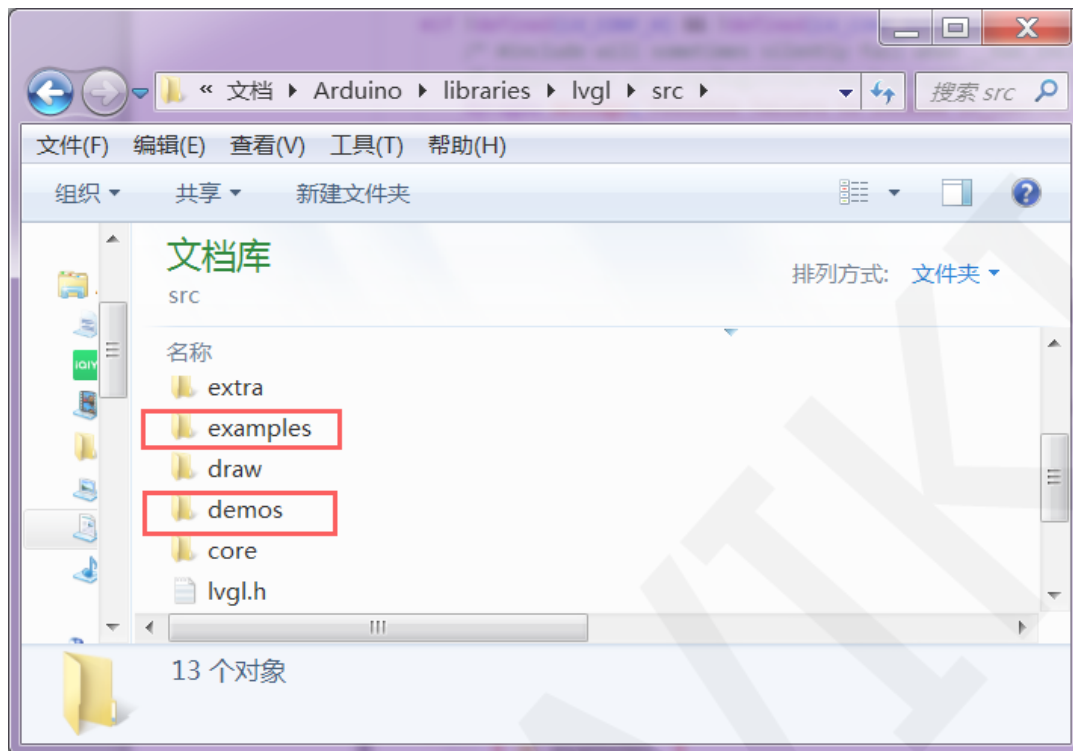 « 文档 ▸ Arduino ▸ libraries ▸ lvgl ▸ src ▸ 搜索 src
文件(F) 编辑(E) 查看(V) 工具(T) 帮助(H)
组织 共享 新建文件夹
文档库
src
排列方式: 文件夹
名称
extra
examples
draw
demos
core
lvgl.h
13 个对象